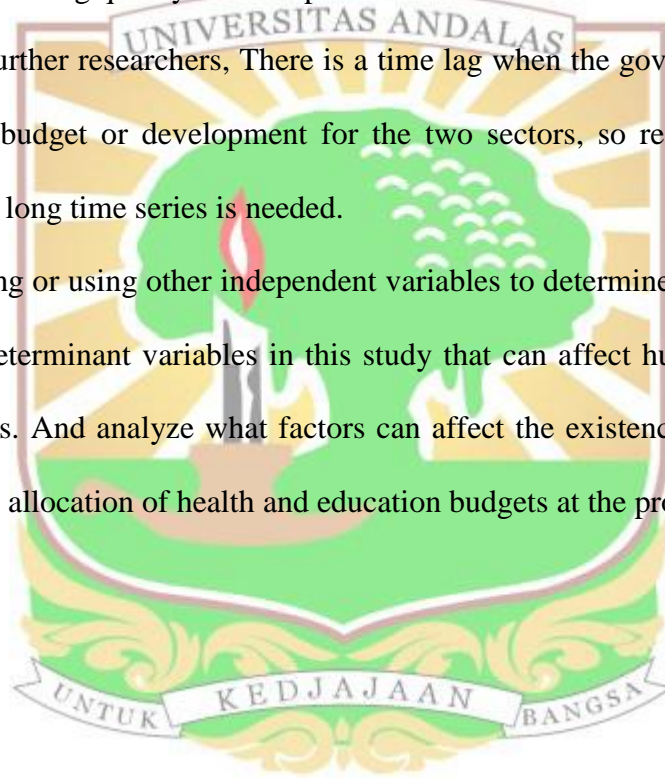 UNIVERSITAS ANDALAS
urther researchers, There is a time lag when the gov
budget or development for the two sectors, so re
long time series is needed.
ng or using other independent variables to determine
eterminant variables in this study that can affect hu
s. And analyze what factors can affect the existenc
allocation of health and education budgets at the pro
UNTUK KEDJAJAAN BANGSA